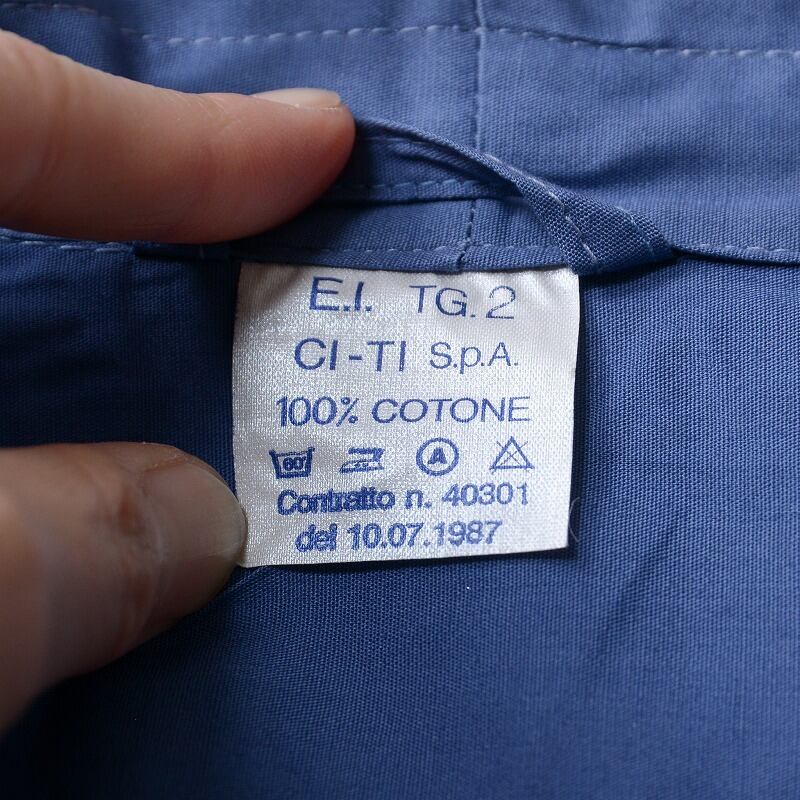 E.I. TG. 2
CI-TI S.p.A.
100% COTONE
60° A
Contratto n. 40301
del 10.07.1987